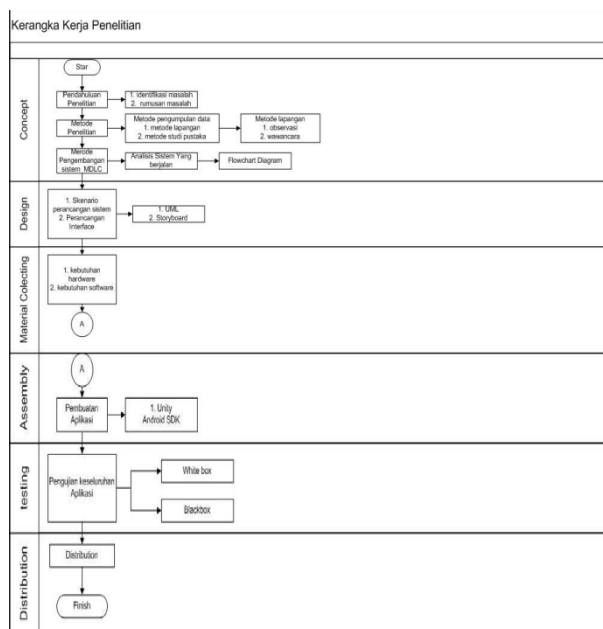 Kerangka Kerja Penelitian
Concept
Star
Pendahuluan
Penelitian
1. identifikasi masalah
2. rumusan masalah
Metode
Penelitian
Metode pengumpulan data
1. metode lapangan
2. metode studi pustaka
Metode lapangan
1. observasi
2. wawancara
Metode
Pengembangan
sistem MDLC
Analisis Sistem Yang
berjalan
Flowchart Diagram
Design
1. Skenario
perancangan sistem
2. Perancangan
Interface
1. UML
2. Storyboard
Material Colecting
1. kebutuhan
hardware
2. kebutuhan software
A
Assembly
A
Pembuatan
Aplikasi
1. Unity
Android SDK
testing
Pengujian keseluruhan
Aplikasi
White box
Blackbox
Distribution
Distribution
Finish